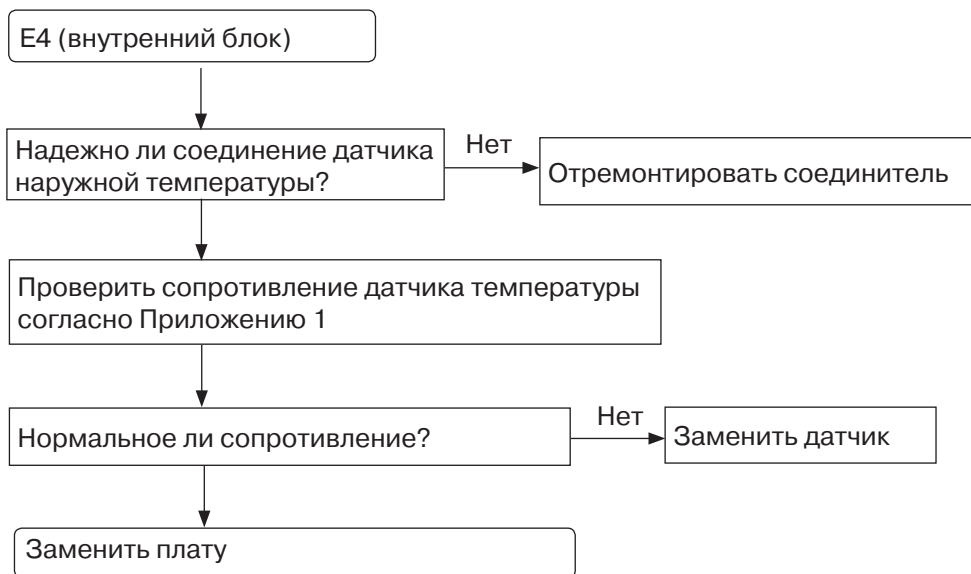 Е4 (внутренний блок)
Надежно ли соединение датчика
наружной температуры?
Нет
Отремонтировать соединитель
Проверить сопротивление датчика температуры
согласно Приложению 1
Нормальное ли сопротивление?
Нет
Заменить датчик
Заменить плату